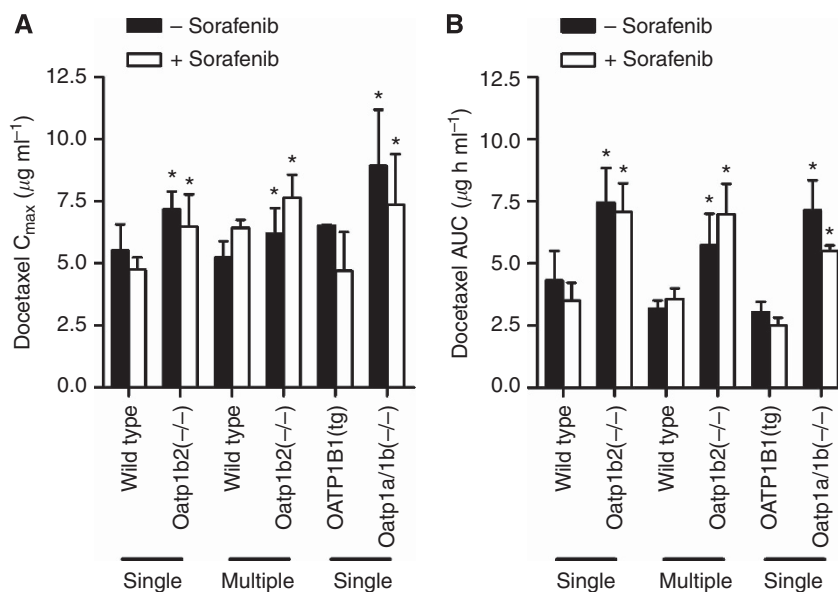 A
– Sorafenib
+ Sorafenib
Docetaxel Cmax (μg ml−1)
12.5
10.0
7.5
5.0
2.5
0.0
* * * * * *
Wild type
Oatp1b2(−/−)
Wild type
Oatp1b2(−/−)
OATP1B1(tg)
Oatp1a/1b(−/−)
Single Multiple Single
B
– Sorafenib
+ Sorafenib
Docetaxel AUC (μg h ml−1)
12.5
10.0
7.5
5.0
2.5
0.0
* * * * * *
Wild type
Oatp1b2(−/−)
Wild type
Oatp1b2(−/−)
OATP1B1(tg)
Oatp1a/1b(−/−)
Single Multiple Single